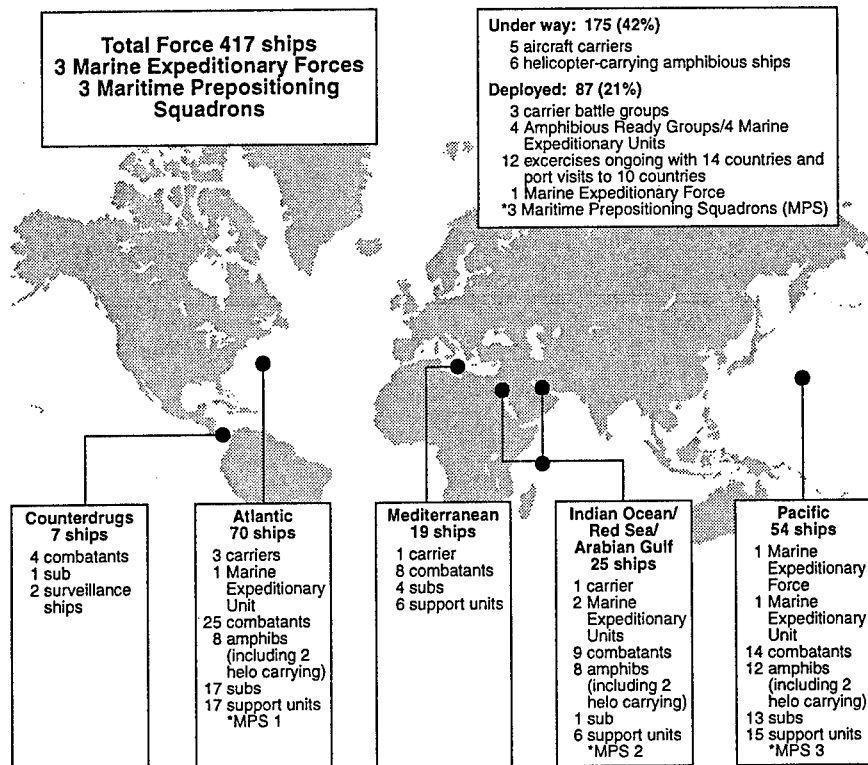 Total Force 417 ships
3 Marine Expeditionary Forces
3 Maritime Prepositioning
Squadrons
Under way: 175 (42%)
5 aircraft carriers
6 helicopter-carrying amphibious ships
Deployed: 87 (21%)
3 carrier battle groups
4 Amphibious Ready Groups/4 Marine
Expeditionary Units
12 excercises ongoing with 14 countries and
port visits to 10 countries
1 Marine Expeditionary Force
*3 Maritime Prepositioning Squadrons (MPS)
Counterdrugs
7 ships
4 combatants
1 sub
2 surveillance
ships
Atlantic
70 ships
3 carriers
1 Marine
Expeditionary
Unit
25 combatants
8 amphibs
(including 2
helo carrying)
17 subs
17 support units
*MPS 1
Mediterranean
19 ships
1 carrier
8 combatants
4 subs
6 support units
Indian Ocean/
Red Sea/
Arabian Gulf
25 ships
1 carrier
2 Marine
Expeditionary
Units
9 combatants
8 amphibs
(including 2
helo carrying)
1 sub
6 support units
*MPS 2
Pacific
54 ships
1 Marine
Expeditionary
Force
1 Marine
Expeditionary
Unit
14 combatants
12 amphibs
(including 2
helo carrying)
13 subs
15 support units
*MPS 3